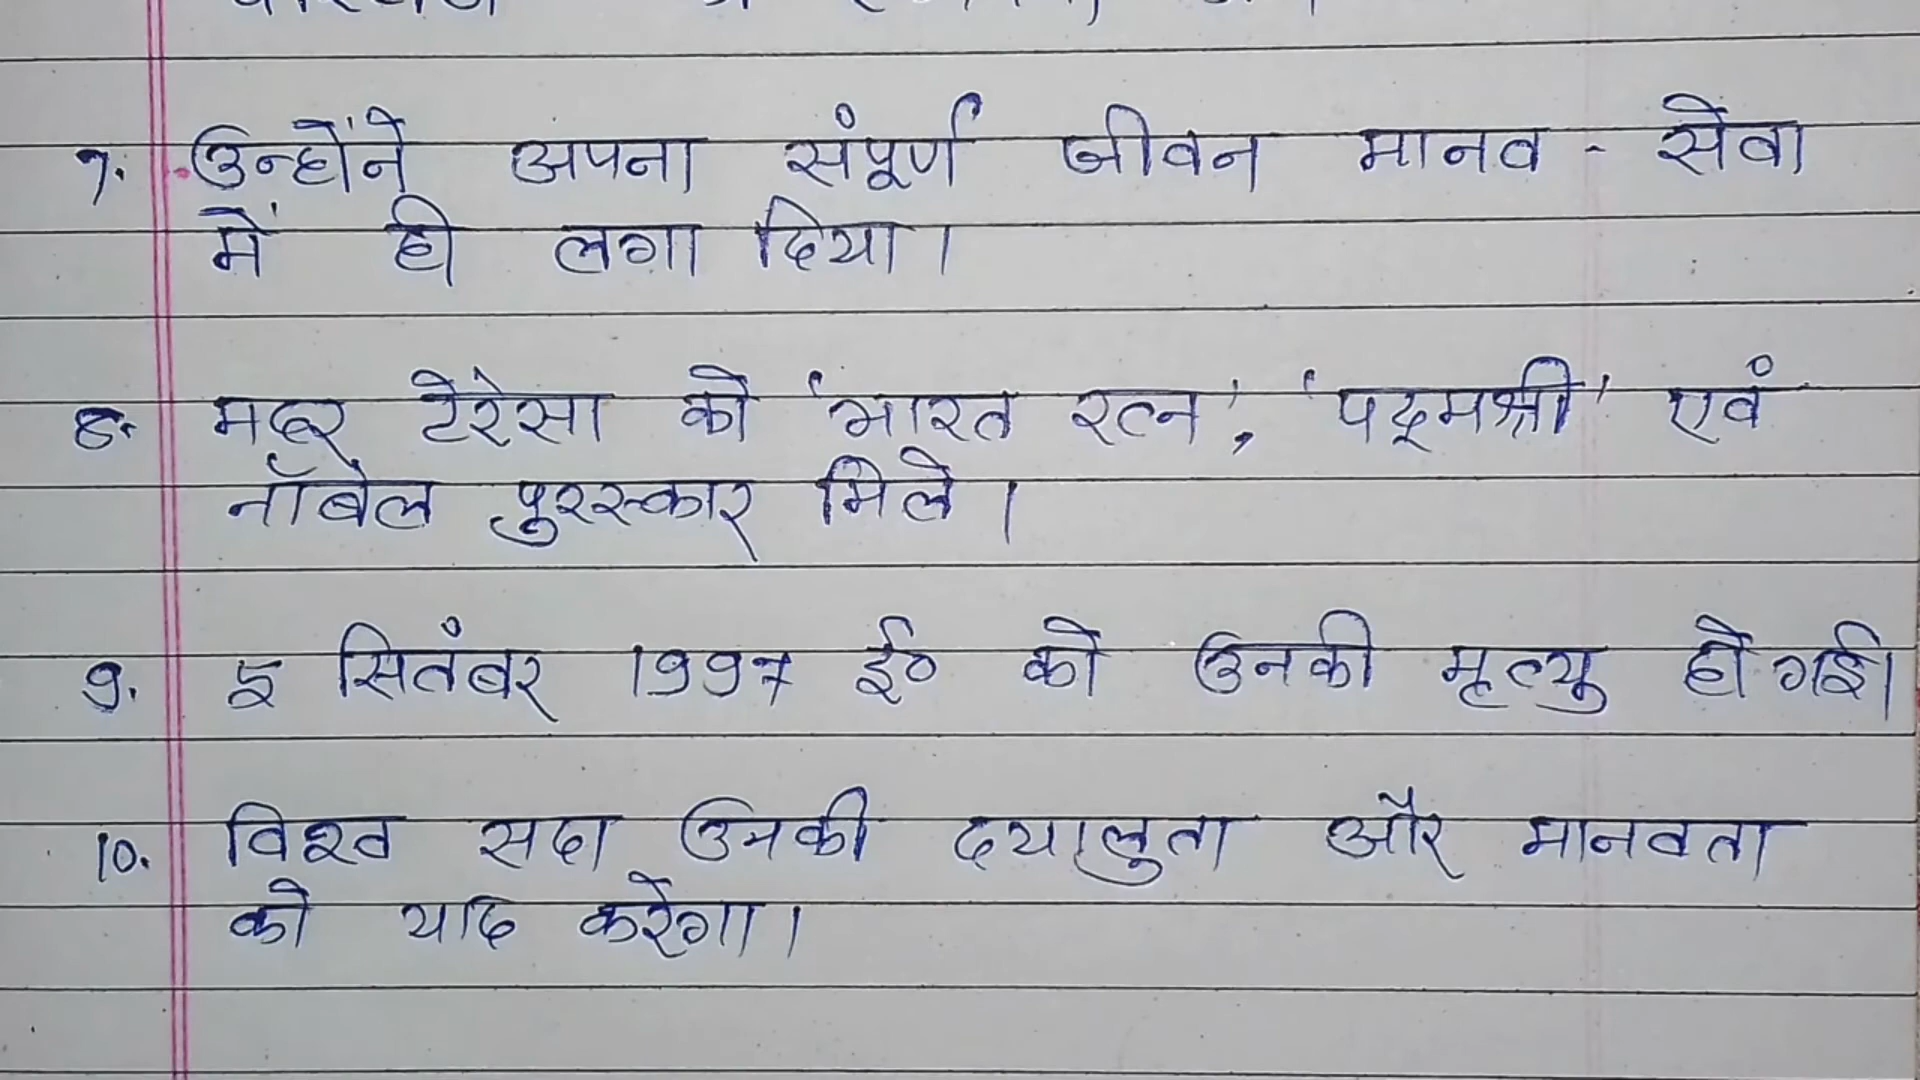 7. उन्होंने अपना संपूर्ण जीवन मानव - सेवा
में ही लगा दिया।
8. मदर टेरेसा को 'भारत रत्न', 'पद्मश्री' एवं
नॉबेल पुरस्कार मिले।
9. 5 सितंबर 1997 ई० को उनकी मृत्यु हो गई।
10. विश्व सदा उनकी दयालुता और मानवता
को याद करेगा।